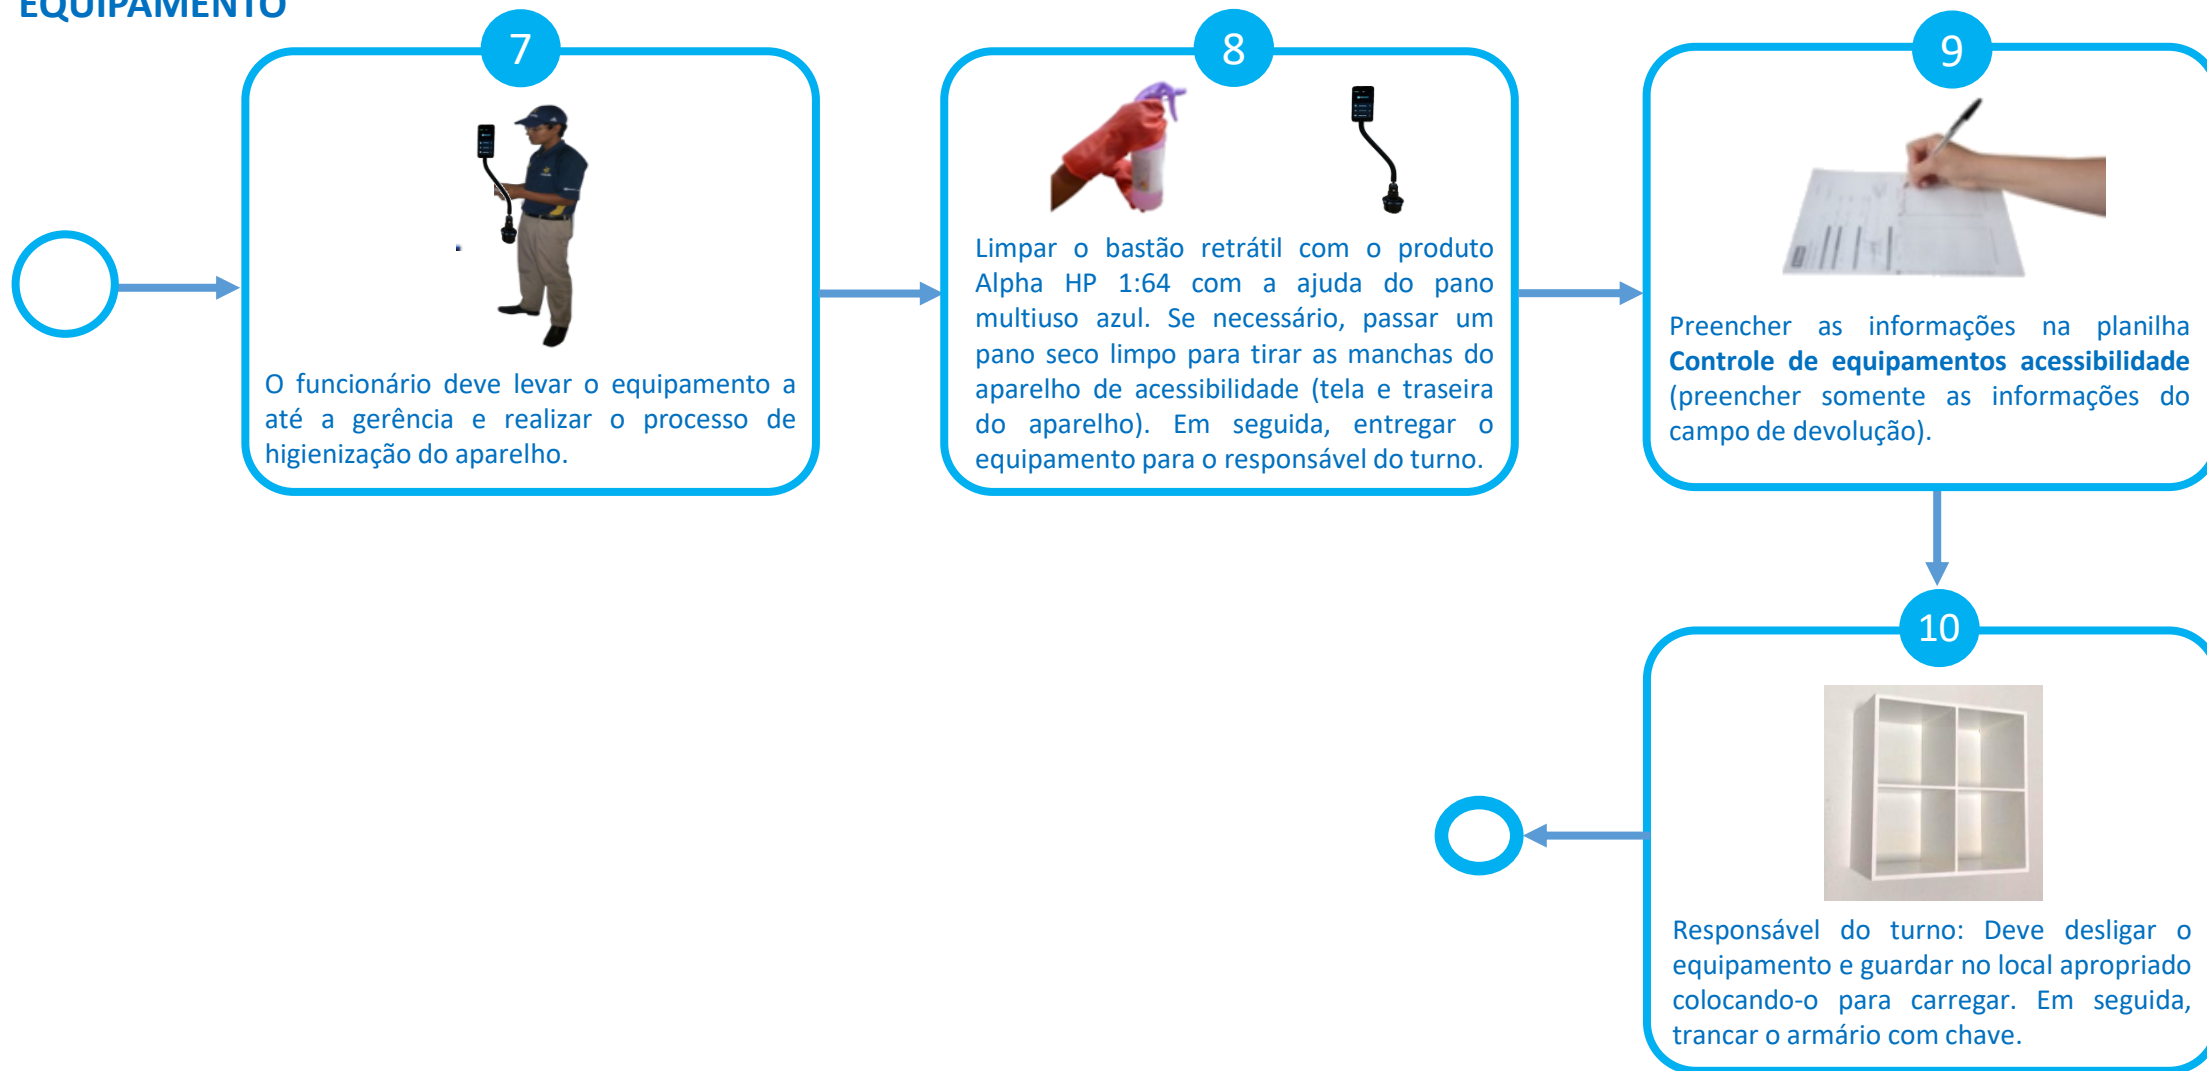 EQUIPAMENTO
7
O funcionário deve levar o equipamento a
até a gerência e realizar o processo de
higienização do aparelho.
8
Limpar o bastão retrátil com o produto
Alpha HP 1:64 com a ajuda do pano
multiuso azul. Se necessário, passar um
pano seco limpo para tirar as manchas do
aparelho de acessibilidade (tela e traseira
do aparelho). Em seguida, entregar o
equipamento para o responsável do turno.
9
Preencher as informações na planilha
Controle de equipamentos acessibilidade
(preencher somente as informações do
campo de devolução).
10
Responsável do turno: Deve desligar o
equipamento e guardar no local apropriado
colocando-o para carregar. Em seguida,
trancar o armário com chave.